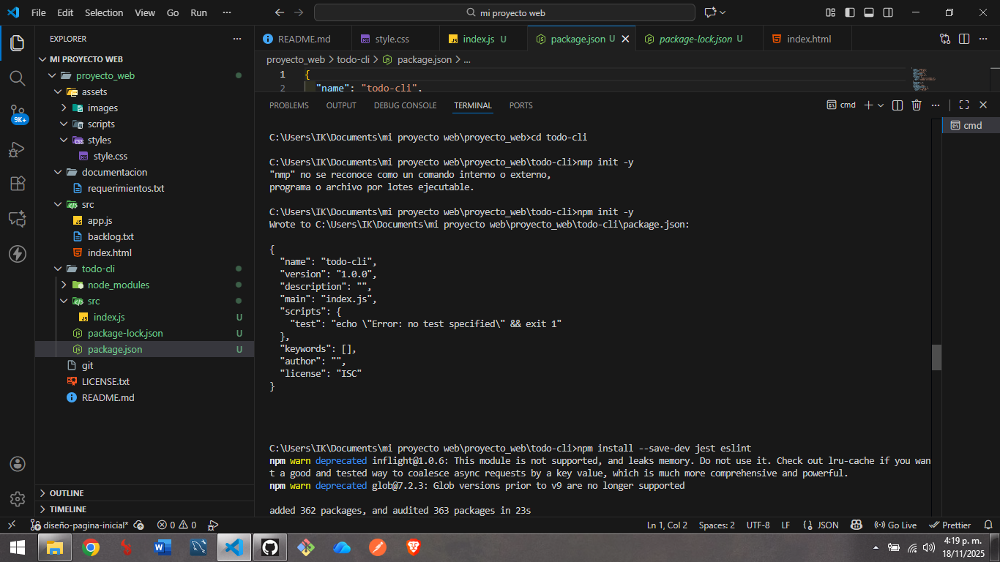 File Edit Selection View Go Run ··· mi proyecto web
EXPLORER ···
MI PROYECTO WEB
proyecto_web
assets
images
scripts
styles
style.css
documentacion
requerimientos.txt
src
app.js
backlog.txt
index.html
todo-cli
node_modules
src
index.js U
package-lock.json U
package.json U
git
LICENSE.txt
README.md
OUTLINE
TIMELINE
9K+
README.md style.css index.js U package.json U package-lock.json U index.html ···
proyecto_web > todo-cli > package.json > ...
1 {
2 "name": "todo-cli",
PROBLEMS OUTPUT DEBUG CONSOLE TERMINAL PORTS cmd ···
cmd
C:\Users\IK\Documents\mi proyecto web\proyecto_web>cd todo-cli
C:\Users\IK\Documents\mi proyecto web\proyecto_web\todo-cli>nmp init -y
"nmp" no se reconoce como un comando interno o externo,
programa o archivo por lotes ejecutable.
C:\Users\IK\Documents\mi proyecto web\proyecto_web\todo-cli>npm init -y
Wrote to C:\Users\IK\Documents\mi proyecto web\proyecto_web\todo-cli\package.json:
{
"name": "todo-cli",
"version": "1.0.0",
"description": "",
"main": "index.js",
"scripts": {
"test": "echo \"Error: no test specified\" && exit 1"
},
"keywords": [],
"author": "",
"license": "ISC"
}
C:\Users\IK\Documents\mi proyecto web\proyecto_web\todo-cli>npm install --save-dev jest eslint
npm warn deprecated inflight@1.0.6: This module is not supported, and leaks memory. Do not use it. Check out lru-cache if you wan
t a good and tested way to coalesce async requests by a key value, which is much more comprehensive and powerful.
npm warn deprecated glob@7.2.3: Glob versions prior to v9 are no longer supported
added 362 packages, and audited 363 packages in 23s
diseño-pagina-inicial* 0 0 Ln 1, Col 2 Spaces: 2 UTF-8 LF {} JSON Go Live Prettier
4:19 p. m.
18/11/2025